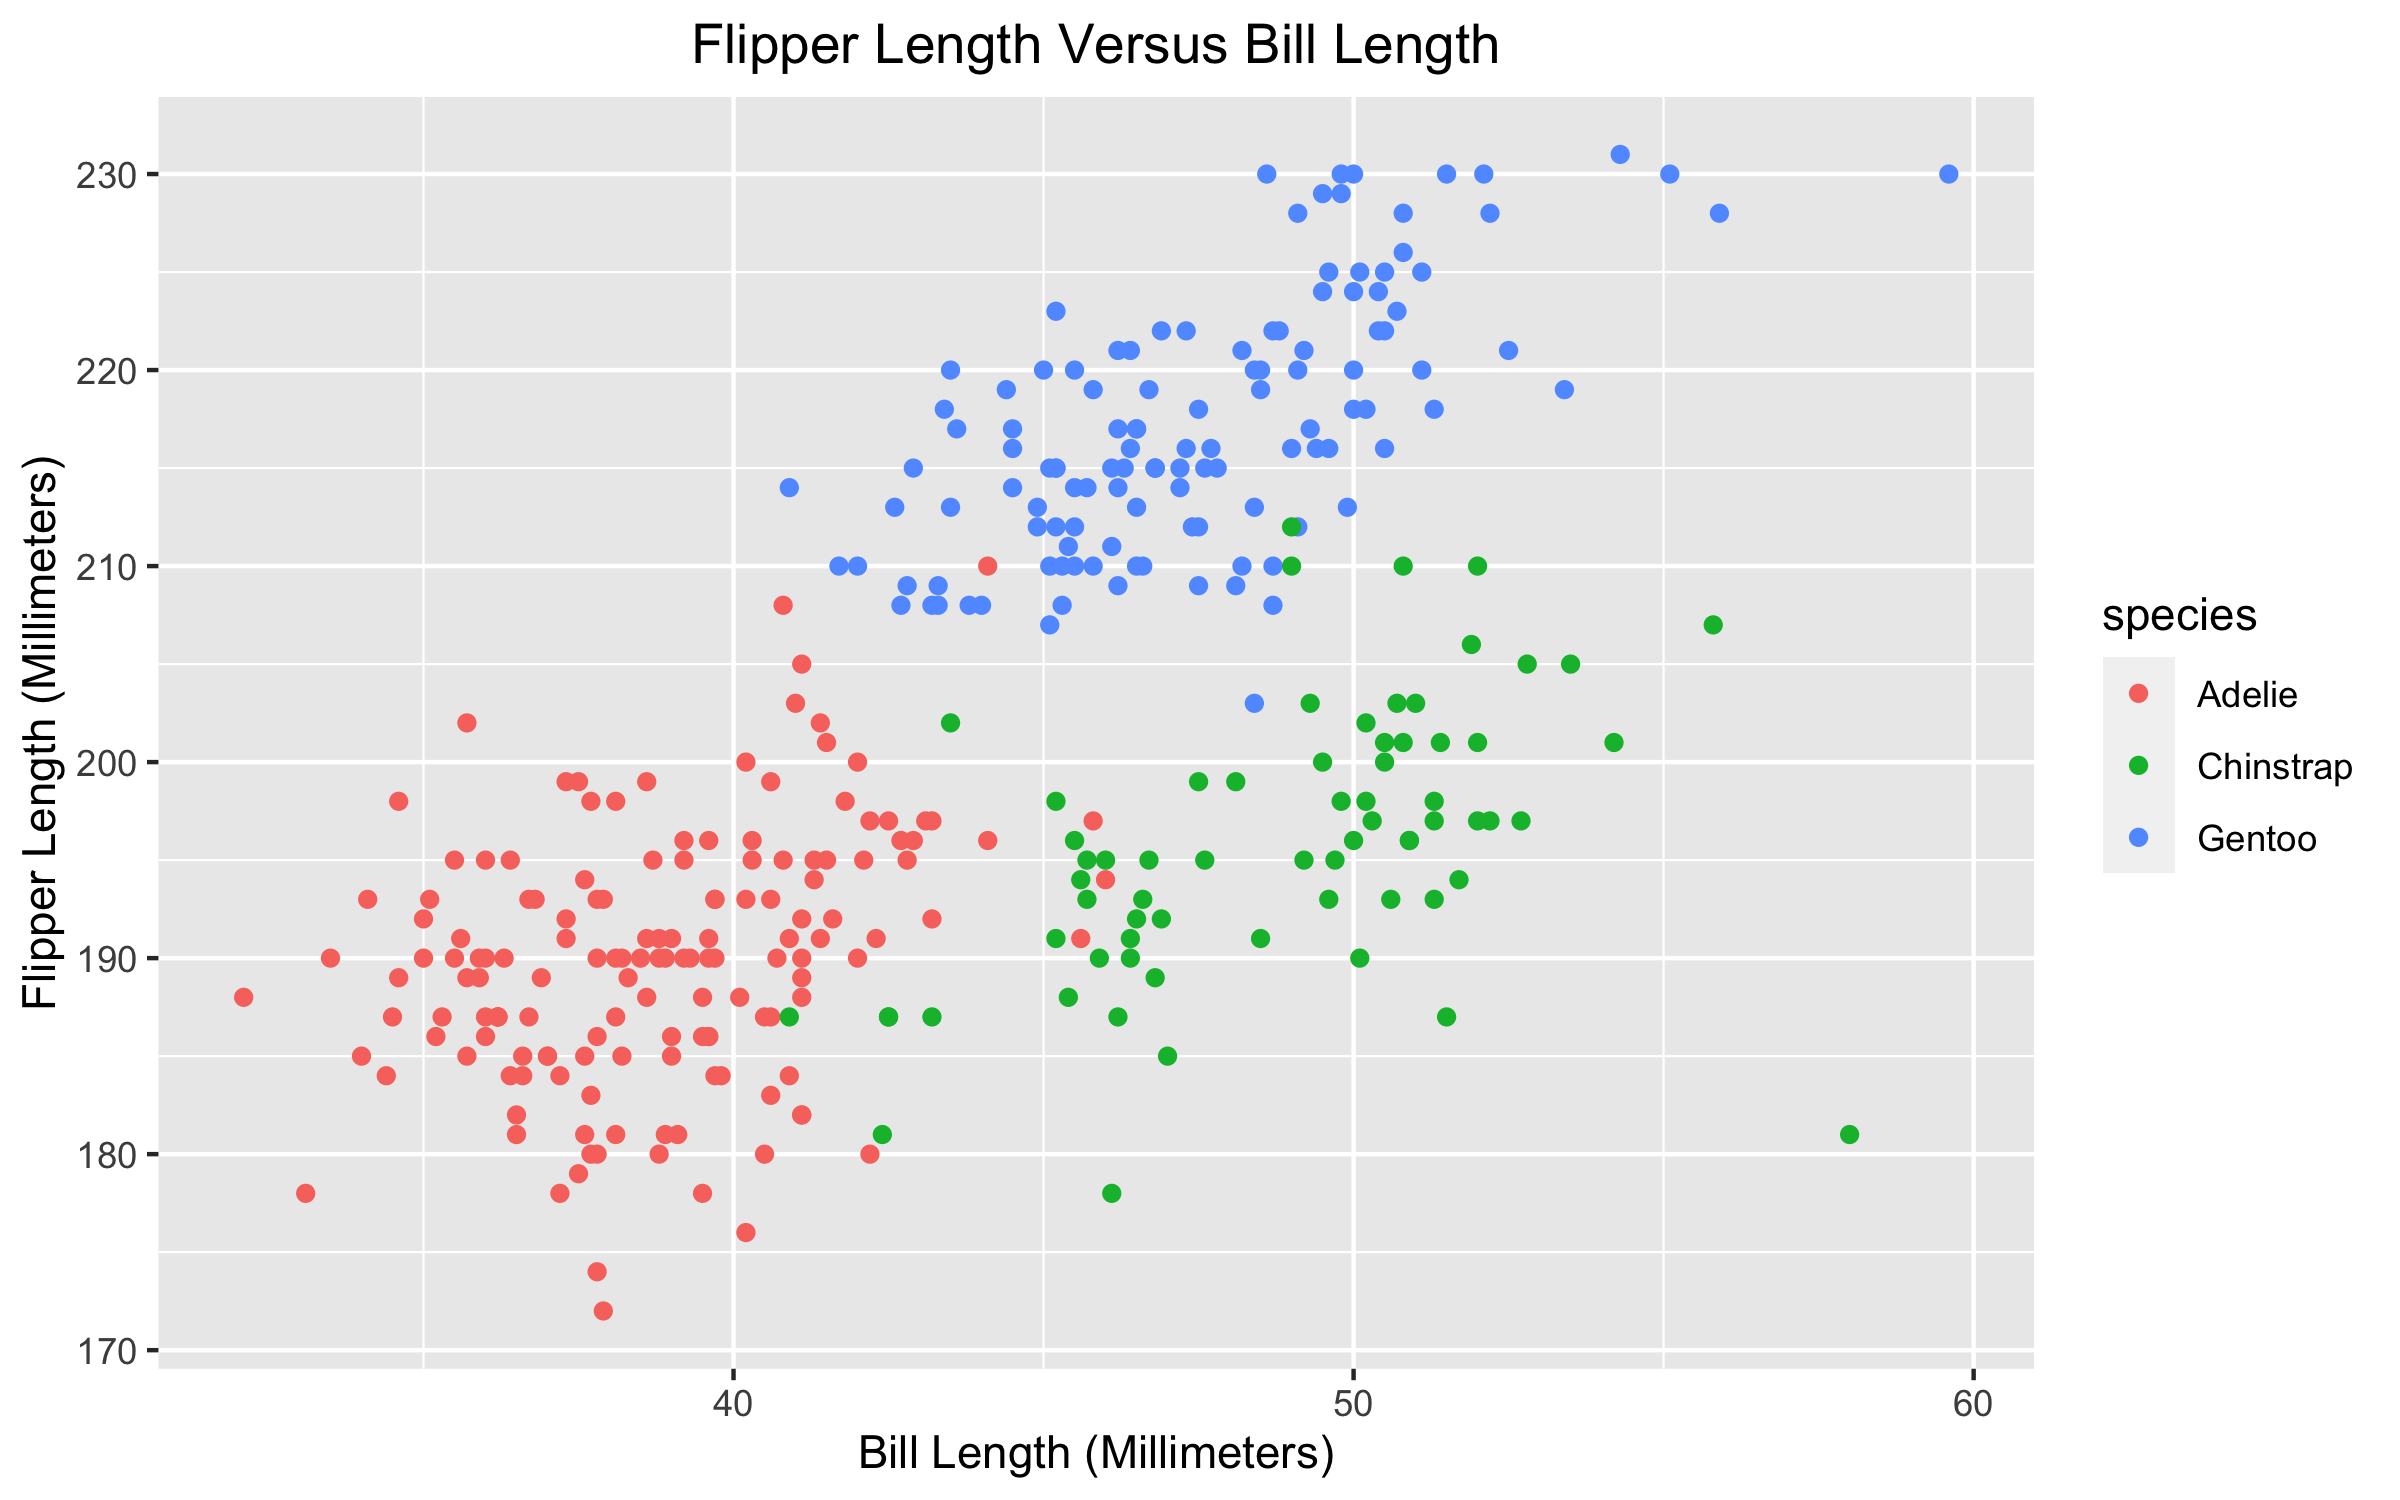 Flipper Length Versus Bill Length
Flipper Length (Millimeters)
230
220
210
200
190
180
170
40 50 60
Bill Length (Millimeters)
species
Adelie
Chinstrap
Gentoo